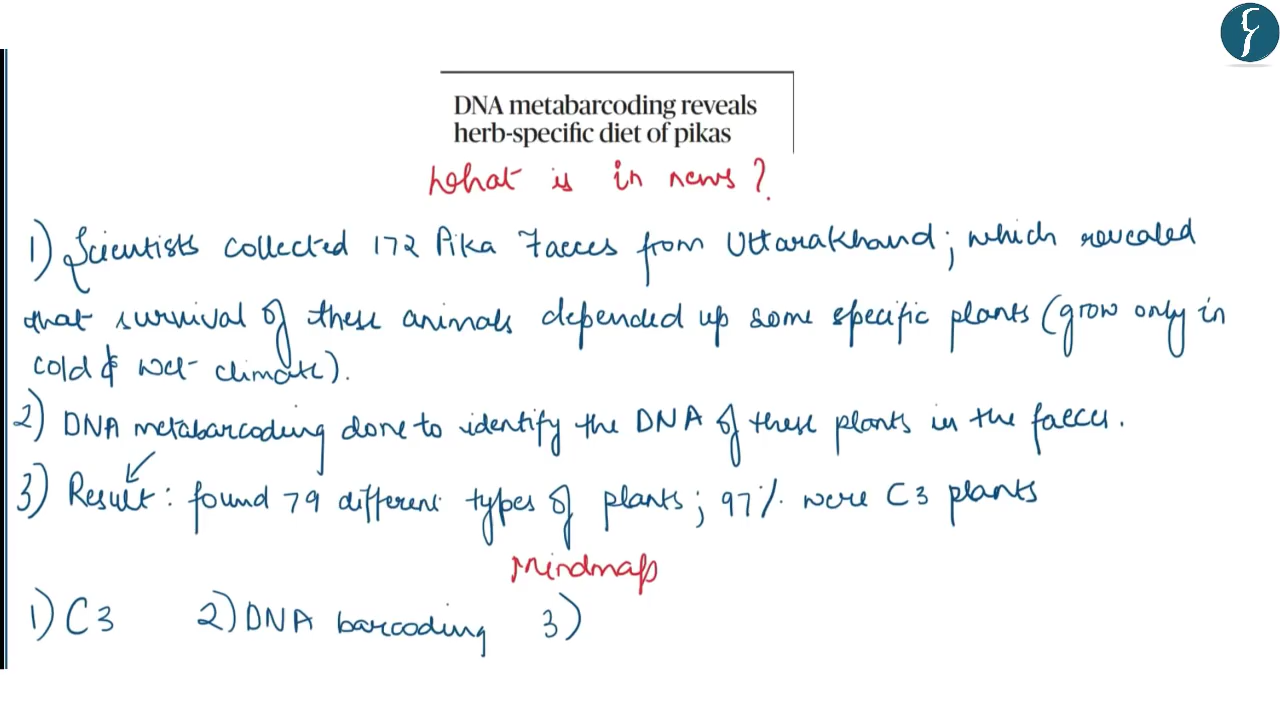 DNA metabarcoding reveals
herb-specific diet of pikas
What is in news?
1) Scientists collected 172 Pika Faeces from Uttarakhand; which revealed
that survival of these animals depended up some specific plants (grow only in
cold & wet climate).
2) DNA metabarcoding done to identify the DNA of these plants in the faeces.
3) Result: found 79 different types of plants; 97% were C3 plants
Mindmap
1) C3 2) DNA barcoding 3)